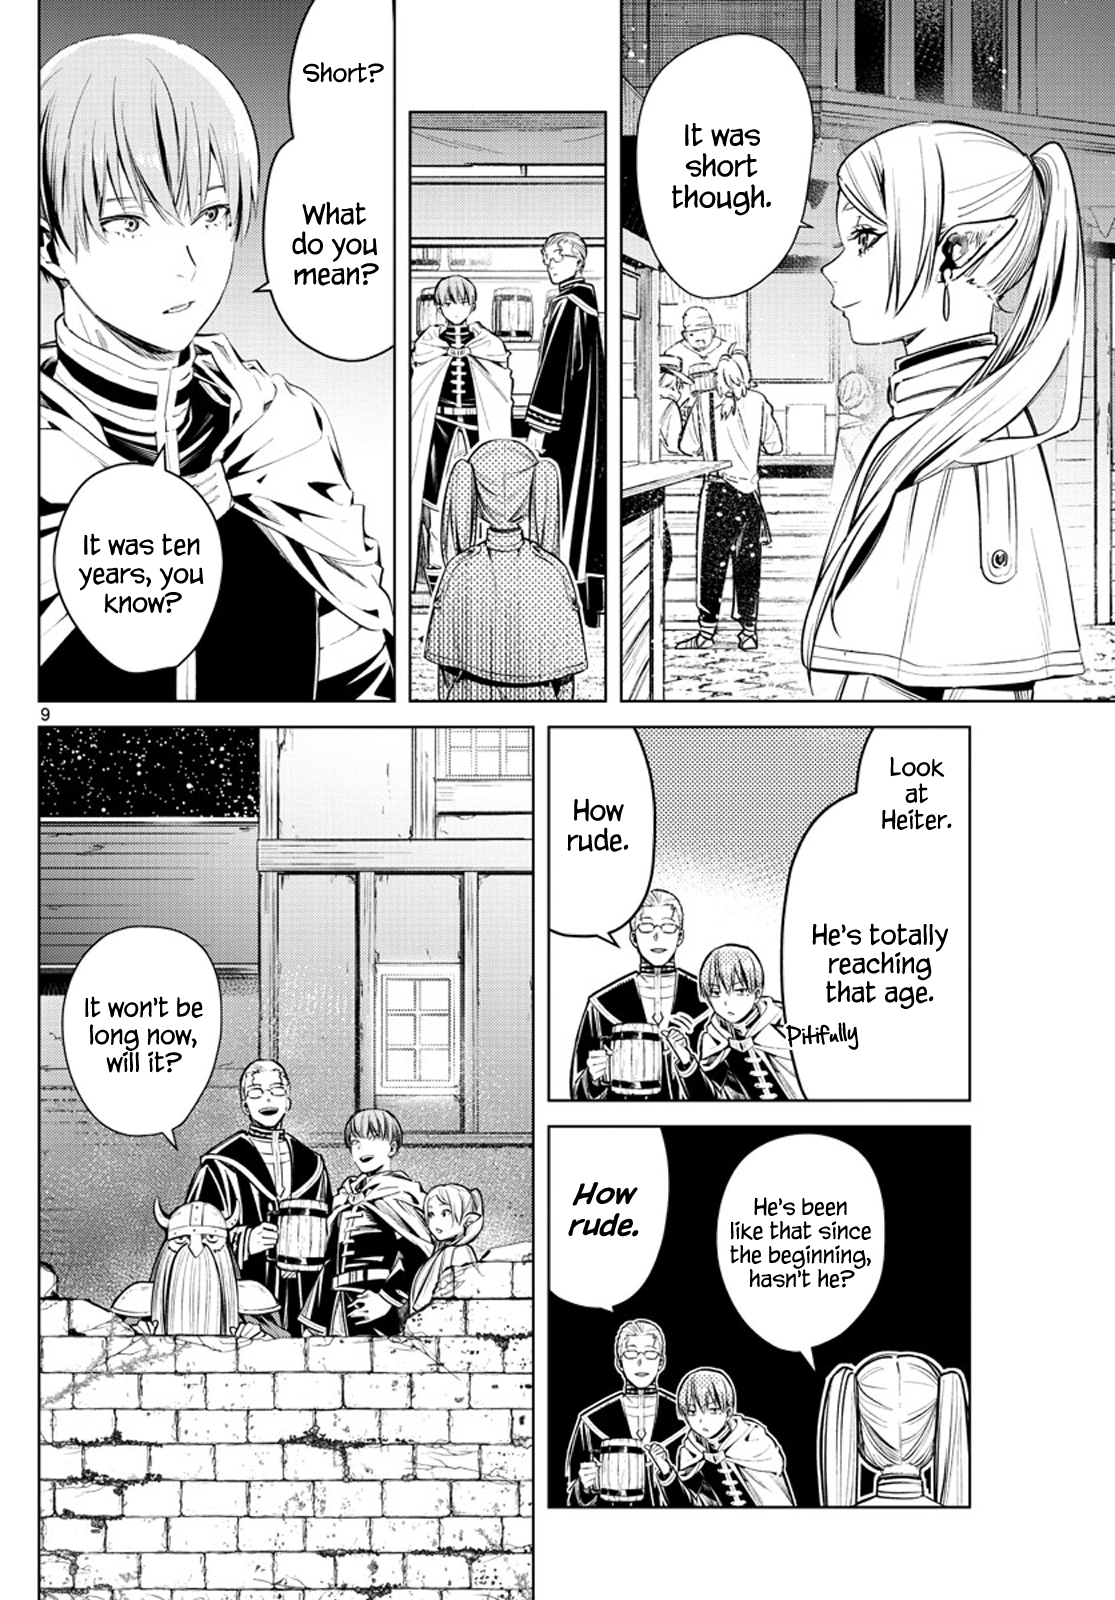 It was
short
though.
Short?
What
do you
mean?
It was ten
years, you
know?
9
Look
at
Heiter.
He's totally
reaching
that age.
Pitifully
How
rude.
He's been
like that since
the beginning,
hasn't he?
How
rude.
It won't be
long now,
will it?